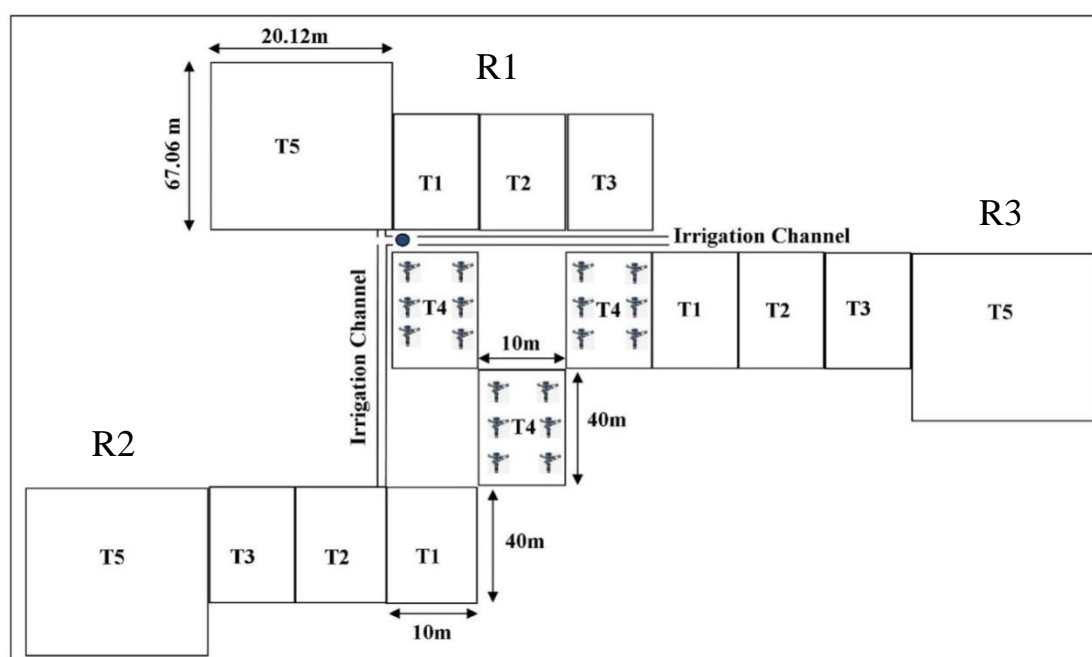 20.12m
R1
67.06 m
T5
T1
T2
T3
R3
Irrigation Channel
T4
T4
T1
T2
T3
T5
10m
Irrigation Channel
T4
40m
R2
T5
T3
T2
T1
40m
10m